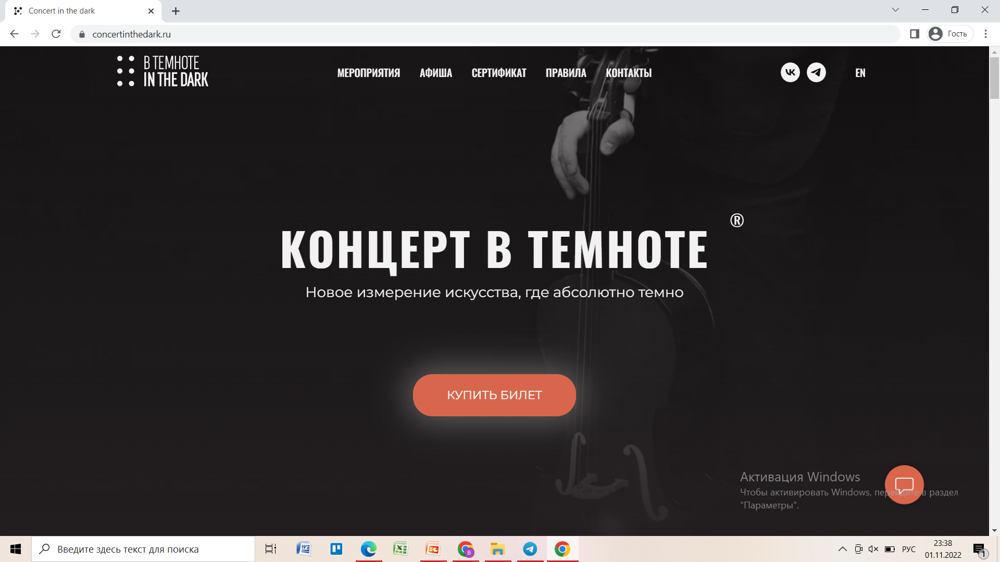 Concert in the dark
concertinthedark.ru
Гость
В ТЕМНОТЕ
IN THE DARK
МЕРОПРИЯТИЯ АФИША СЕРТИФИКАТ ПРАВИЛА КОНТАКТЫ
EN
КОНЦЕРТ В ТЕМНОТЕ ®
Новое измерение искусства, где абсолютно темно
КУПИТЬ БИЛЕТ
Активация Windows
Чтобы активировать Windows, перейдите в раздел
"Параметры".
Введите здесь текст для поиска
РУС
23:38
01.11.2022
1